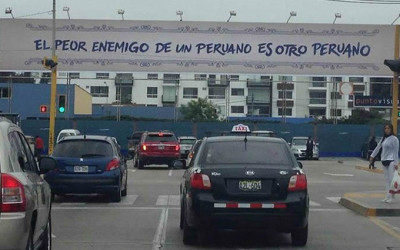 EL PEOR ENEMIGO DE UN PERUANO ES OTRO PERUANO
TAXI